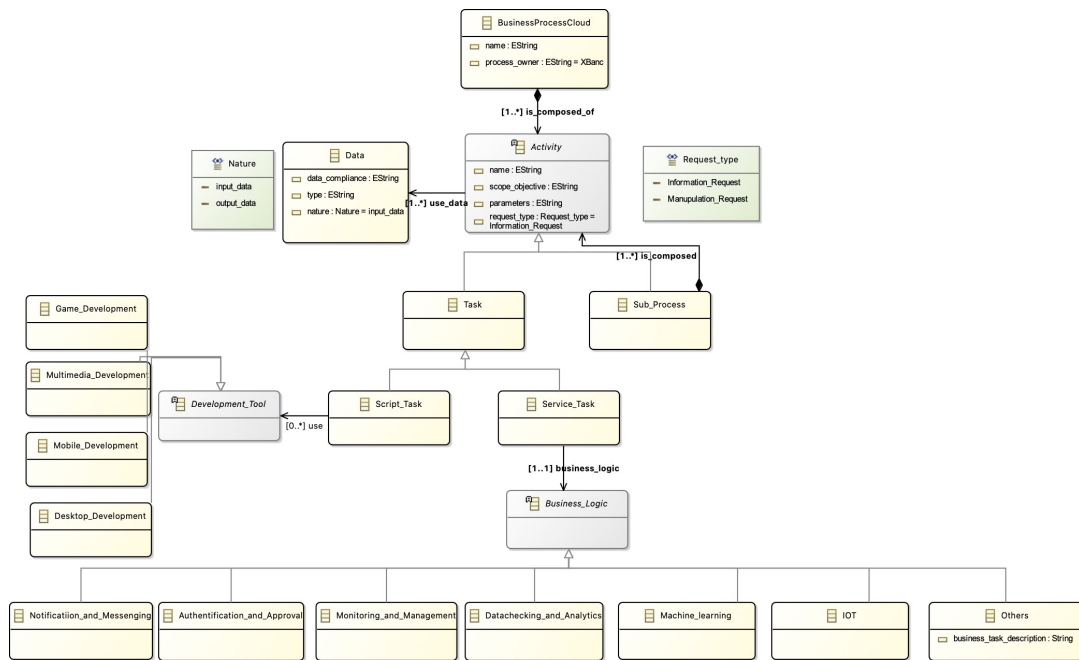 BusinessProcessCloud
name : EString
process_owner : EString = XBanc
[1..*] is_composed_of
Activity
name : EString
scope_objective : EString
parameters : EString
request_type : Request_type =
Information_Request
Data
data_compliance : EString
type : EString
nature : Nature = input_data
[1..*] use_data
Nature
input_data
output_data
Request_type
Information_Request
Manupulation_Request
[1..*] is_composed
Task
Sub_Process
Game_Development
Multimedia_Development
Mobile_Development
Desktop_Development
Development_Tool
[0..*] use
Script_Task
Service_Task
[1..1] business_logic
Business_Logic
Notificatiion_and_Messenging
Authentification_and_Approval
Monitoring_and_Management
Datachecking_and_Analytics
Machine_learning
IOT
Others
business_task_description : String